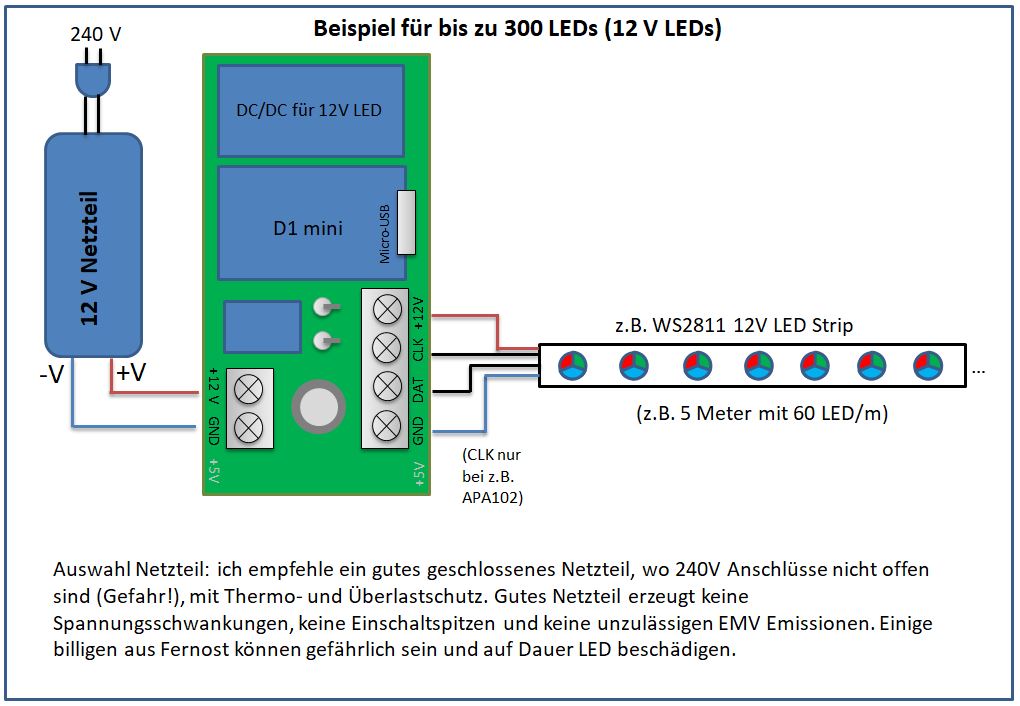 Beispiel für bis zu 300 LEDs (12 V LEDs)
240 V
DC/DC für 12V LED
12 V Netzteil
D1 mini
Micro-USB
+12V
CLK
DAT
GND
z.B. WS2811 12V LED Strip
...
(z.B. 5 Meter mit 60 LED/m)
-V
+V
+12 V
GND
+5V
+5V
(CLK nur
bei z.B.
APA102)
Auswahl Netzteil: ich empfehle ein gutes geschlossenes Netzteil, wo 240V Anschlüsse nicht offen
sind (Gefahr!), mit Thermo- und Überlastschutz. Gutes Netzteil erzeugt keine
Spannungsschwankungen, keine Einschaltspitzen und keine unzulässigen EMV Emissionen. Einige
billigen aus Fernost können gefährlich sein und auf Dauer LED beschädigen.